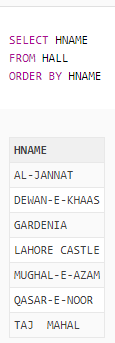 SELECT HNAME
FROM HALL
ORDER BY HNAME
HNAME
AL-JANNAT
DEWAN-E-KHAAS
GARDENIA
LAHORE CASTLE
MUGHAL-E-AZAM
QASAR-E-NOOR
TAJ  MAHAL